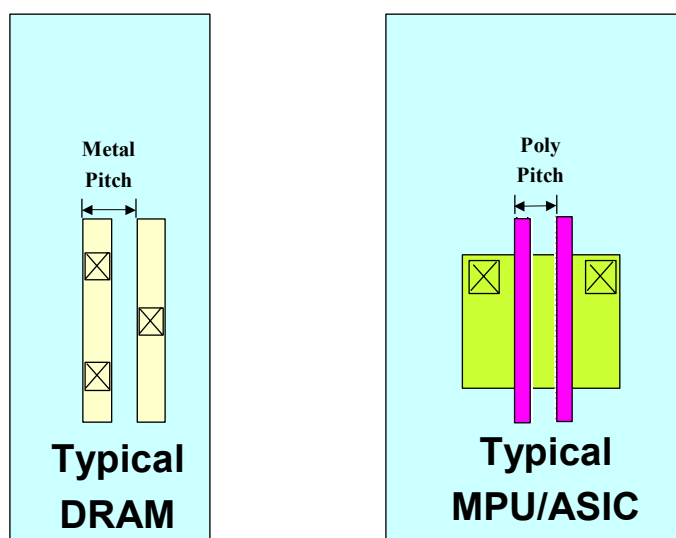 Metal
Pitch
Typical
DRAM
Poly
Pitch
Typical
MPU/ASIC